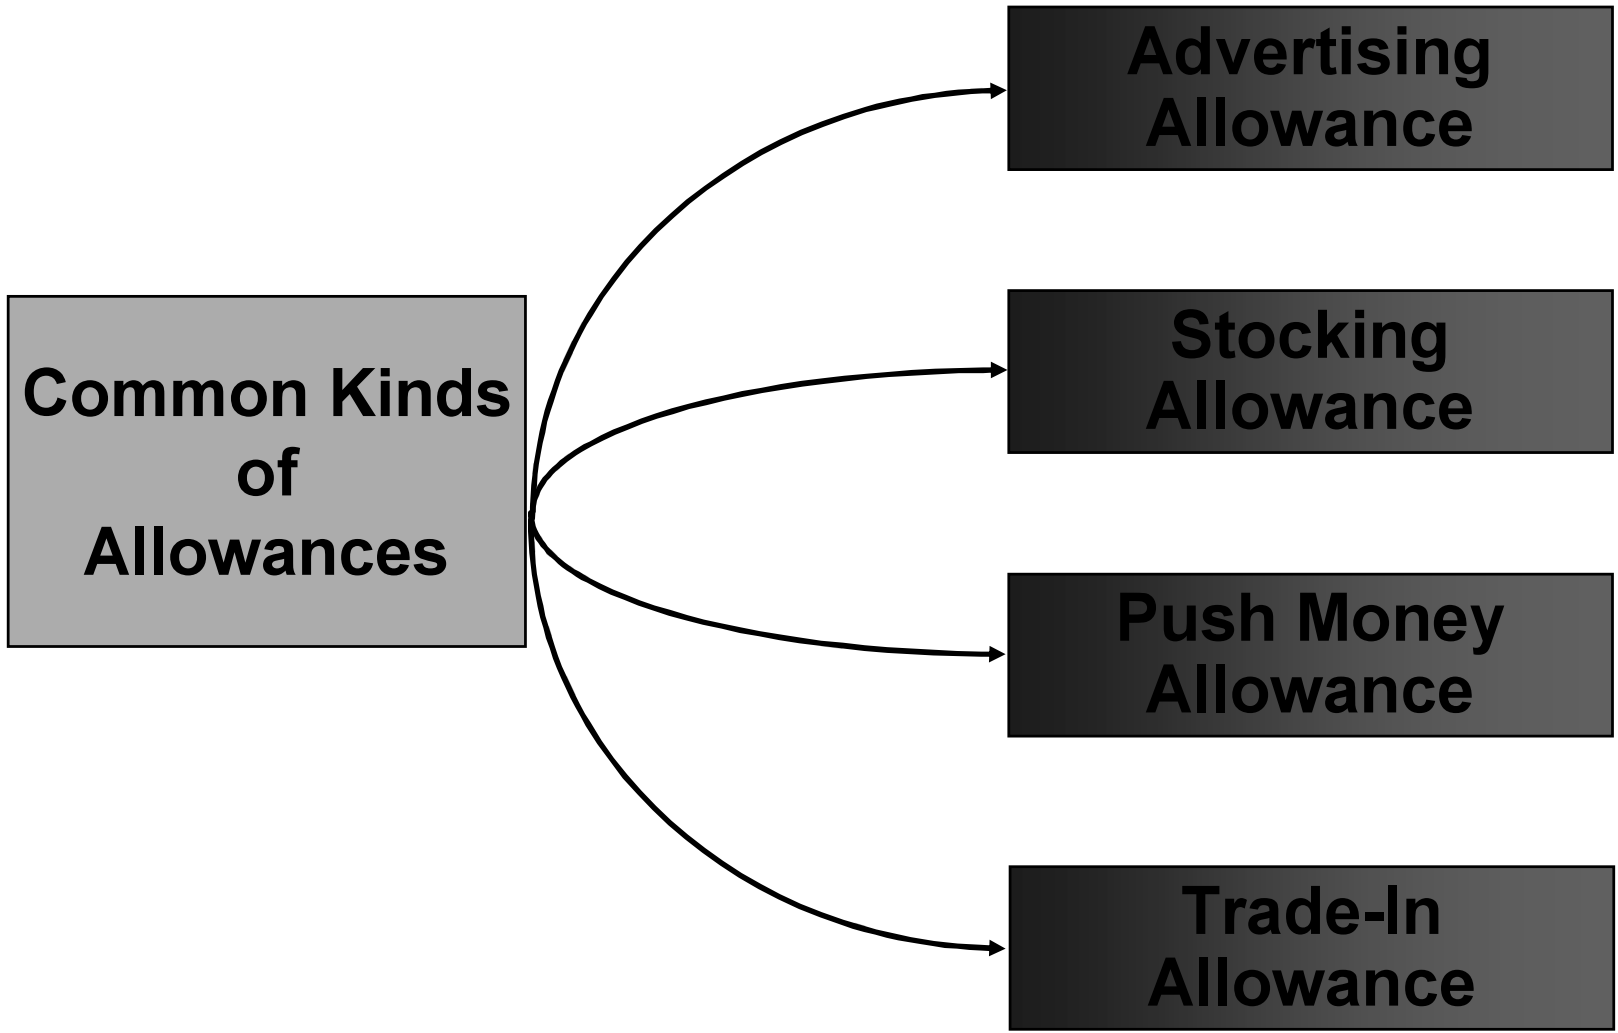 Common Kinds
of
Allowances
Advertising
Allowance
Stocking
Allowance
Push Money
Allowance
Trade-In
Allowance